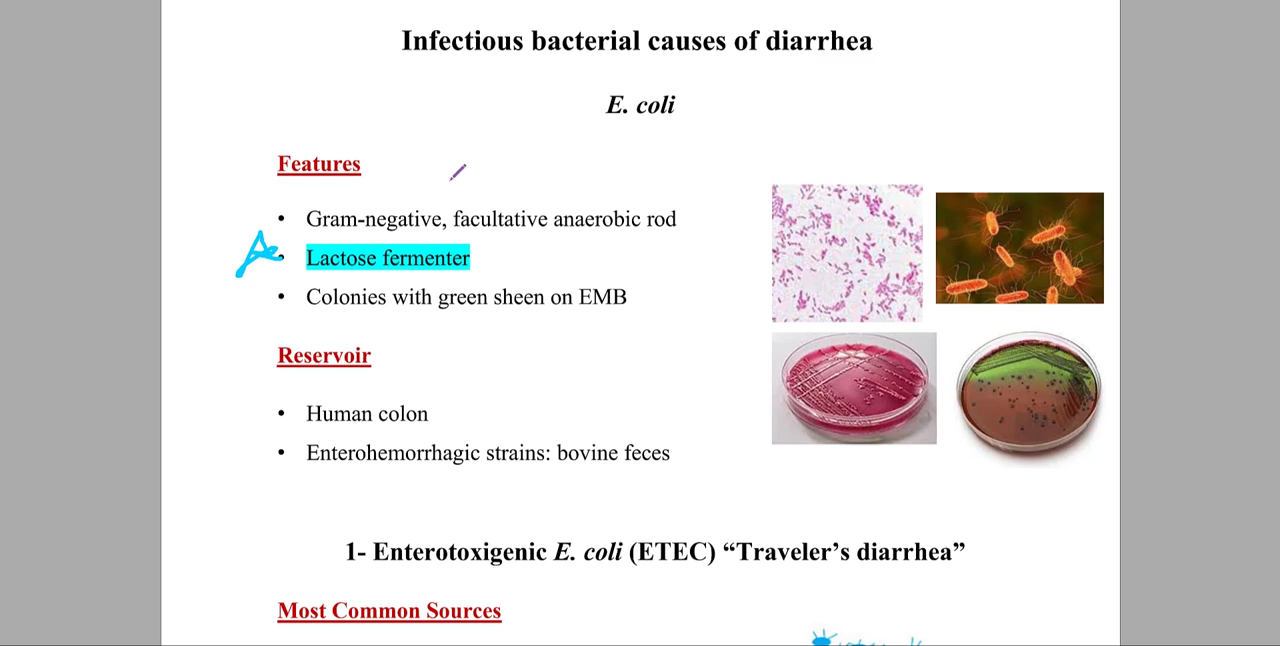 Infectious bacterial causes of diarrhea
E. coli
Features
• Gram-negative, facultative anaerobic rod
• Lactose fermenter
• Colonies with green sheen on EMB
Reservoir
• Human colon
• Enterohemorrhagic strains: bovine feces
1- Enterotoxigenic E. coli (ETEC) “Traveler’s diarrhea”
Most Common Sources